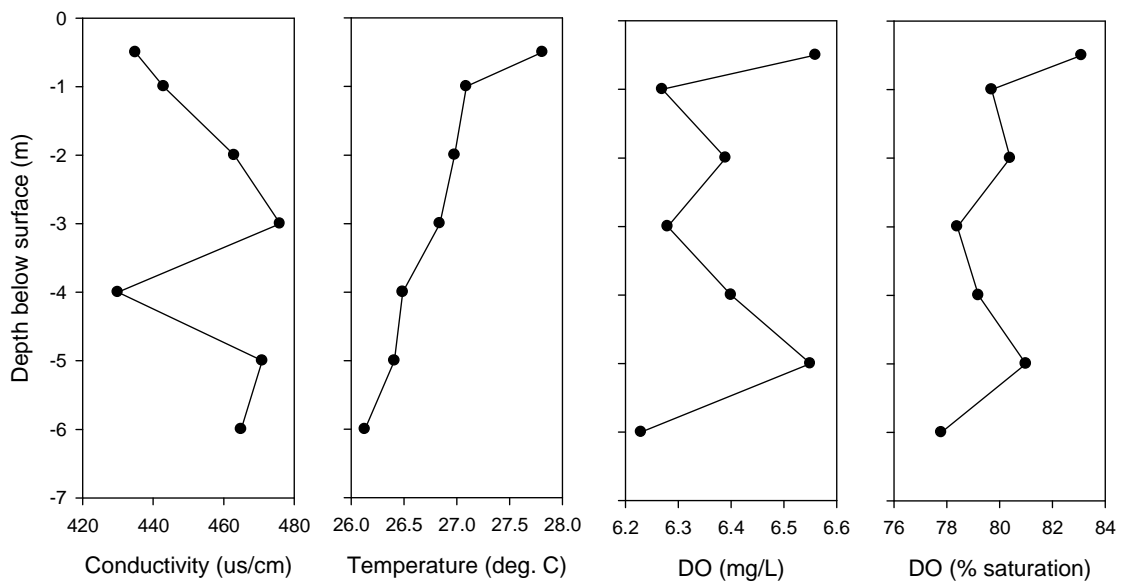 0
-1
-2
-3
-4
-5
-6
-7
Depth below surface (m)
420 440 460 480
26.0 26.5 27.0 27.5 28.0
6.2 6.3 6.4 6.5 6.6
76 78 80 82 84
Conductivity (us/cm)
Temperature (deg. C)
DO (mg/L)
DO (% saturation)